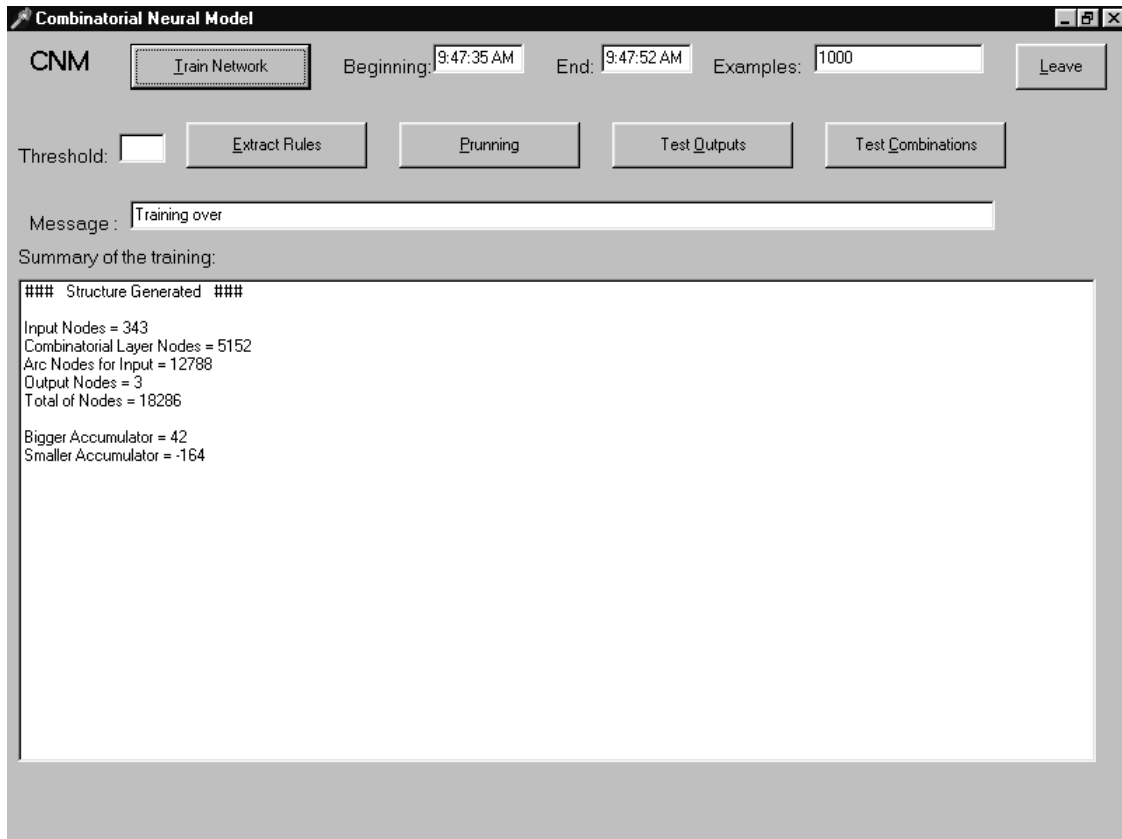 Combinatorial Neural Model
CNM Train Network Beginning: 9:47:35 AM End: 9:47:52 AM Examples: 1000 Leave
Threshold: Extract Rules Prunning Test Outputs Test Combinations
Message : Training over
Summary of the training:
### Structure Generated ###
Input Nodes = 343
Combinatorial Layer Nodes = 5152
Arc Nodes for Input = 12788
Output Nodes = 3
Total of Nodes = 18286
Bigger Accumulator = 42
Smaller Accumulator = -164